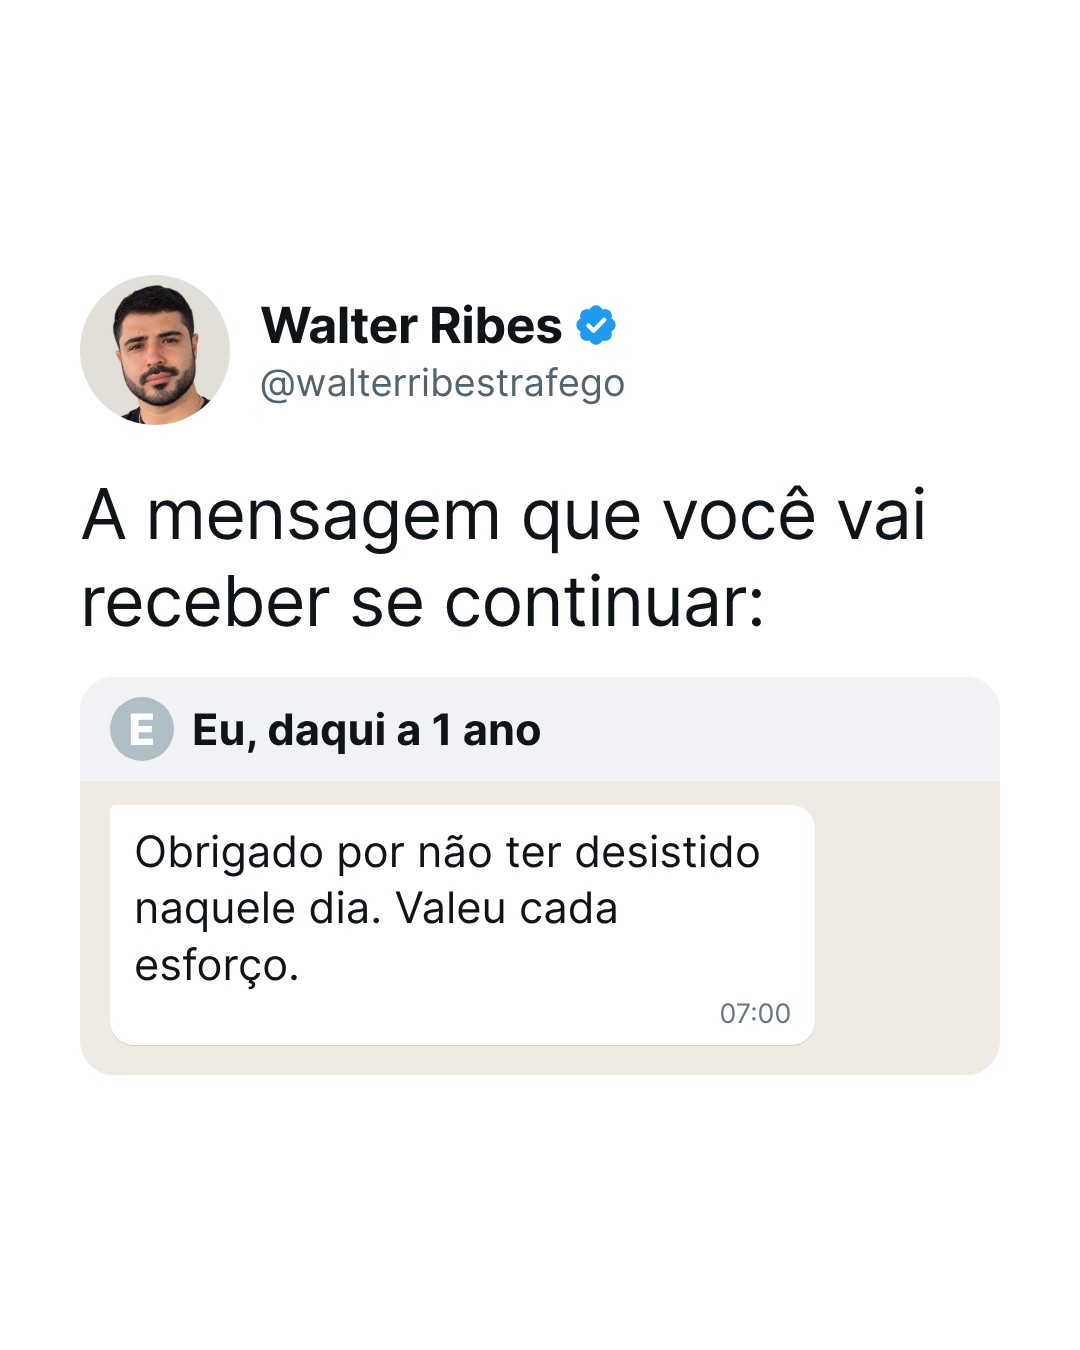 Walter Ribes
@walterribestrafego
A mensagem que você vai
receber se continuar:
E
Eu, daqui a 1 ano
Obrigado por não ter desistido
naquele dia. Valeu cada
esforço.
07:00